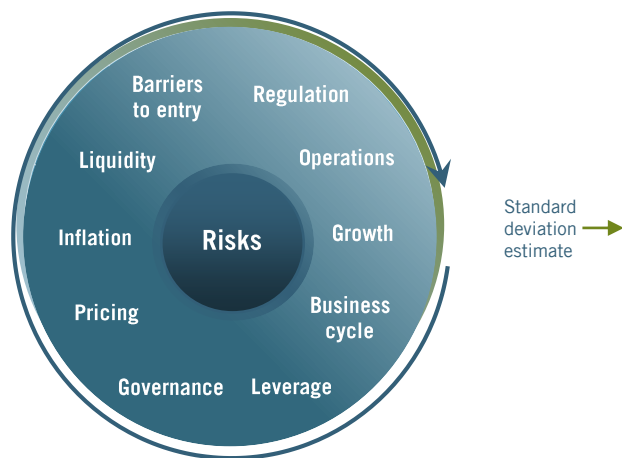 Barriers
to entry
Regulation
Liquidity
Operations
Inflation
Risks
Growth
Pricing
Business
cycle
Governance
Leverage
Standard
deviation
estimate